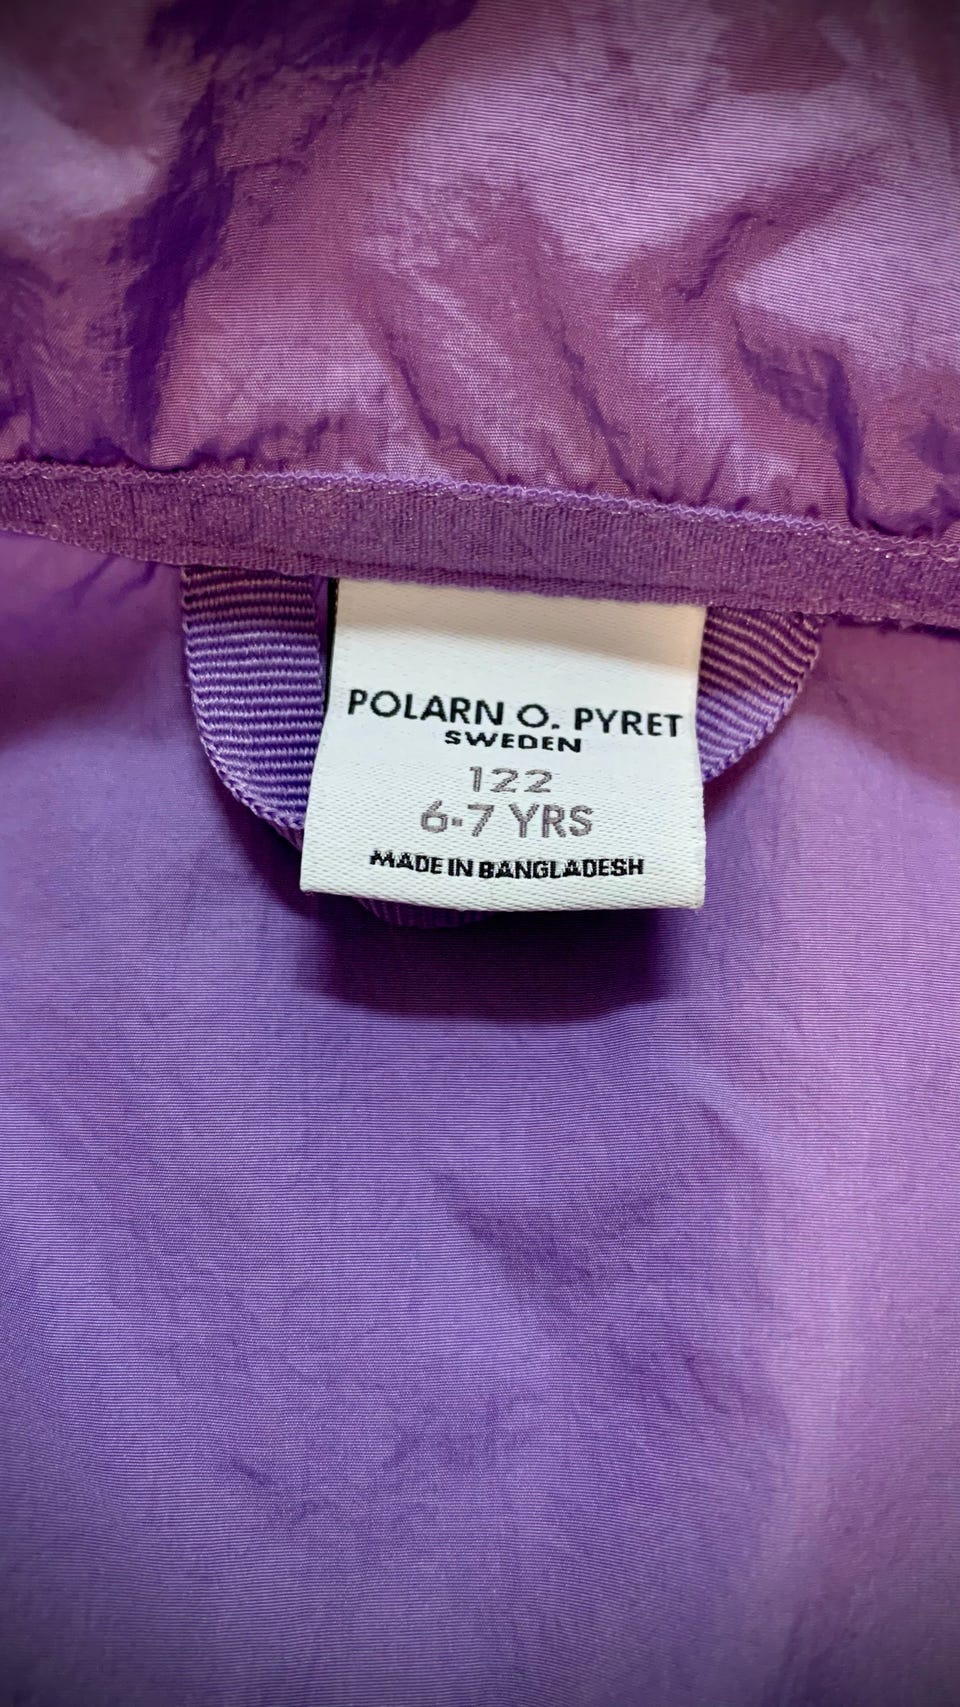 POLARN O. PYRET
SWEDEN
122
6-7 YRS
MADE IN BANGLADESH